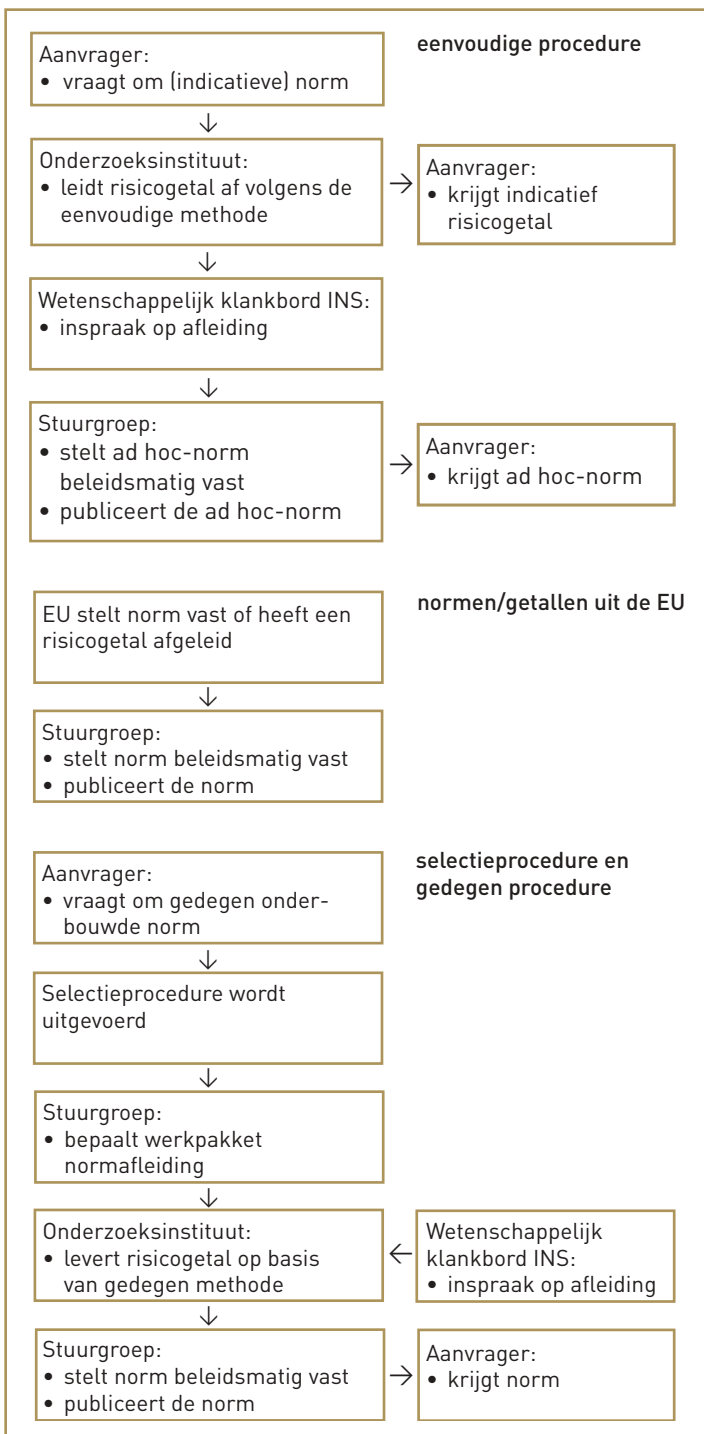 eenvoudige procedure
Aanvrager:
• vraagt om (indicatieve) norm
Onderzoeksinstituut:
• leidt risicogetal af volgens de
eenvoudige methode
Aanvrager:
• krijgt indicatief
risicogetal
Wetenschappelijk klankbord INS:
• inspraak op afleiding
Stuurgroep:
• stelt ad hoc-norm
beleidsmatig vast
• publiceert de ad hoc-norm
Aanvrager:
• krijgt ad hoc-norm
normen/getallen uit de EU
EU stelt norm vast of heeft een
risicogetal afgeleid
Stuurgroep:
• stelt norm beleidsmatig vast
• publiceert de norm
selectieprocedure en
gedegen procedure
Aanvrager:
• vraagt om gedegen onder-
bouwde norm
Selectieprocedure wordt
uitgevoerd
Stuurgroep:
• bepaalt werkpakket
normafleiding
Onderzoeksinstituut:
• levert risicogetal op basis
van gedegen methode
Wetenschappelijk
klankbord INS:
• inspraak op afleiding
Stuurgroep:
• stelt norm beleidsmatig vast
• publiceert de norm
Aanvrager:
• krijgt norm